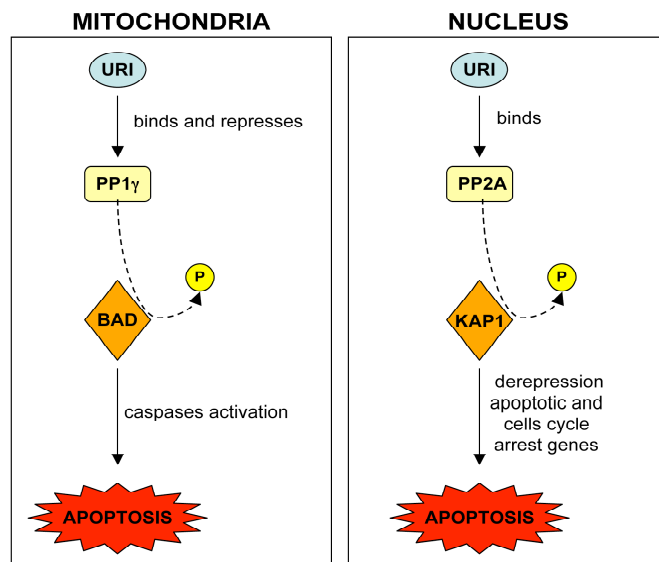 MITOCHONDRIA
URI
binds and represses
PP1γ
P
BAD
caspases activation
APOPTOSIS
NUCLEUS
URI
binds
PP2A
P
KAP1
derepression
apoptotic and
cells cycle
arrest genes
APOPTOSIS